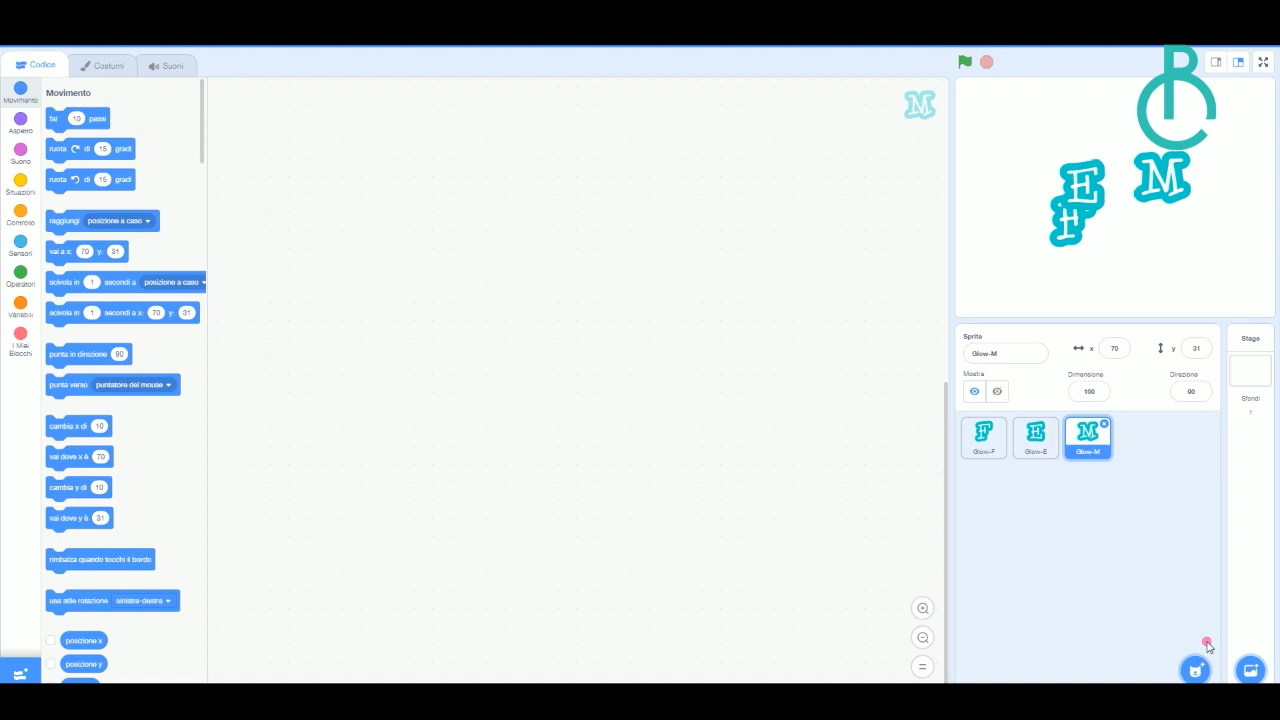 Codice
Costumi
Suoni
Movimento
Movimento
fai 10 passi
Aspetto
ruota di 15 gradi
Suono
ruota di 15 gradi
Situazioni
raggiungi posizione a caso
Controllo
vai a x: 70 y: 31
Sensori
scivola in 1 secondi a posizione a caso
Operatori
scivola in 1 secondi a x: 70 y: 31
Variabili
I Miei
Blocchi
punta in direzione 90
punta verso puntatore del mouse
cambia x di 10
vai dove x è 70
cambia y di 10
vai dove y è 31
rimbalza quando tocchi il bordo
usa stile rotazione sinistra-destra
posizione x
posizione y
M
E
F
M
Sprite
Glow-M
x 70
y 31
Mostra
Dimensione
100
Direzione
90
F
Glow-F
E
Glow-E
M
Glow-M
Stage
Sfondi
1